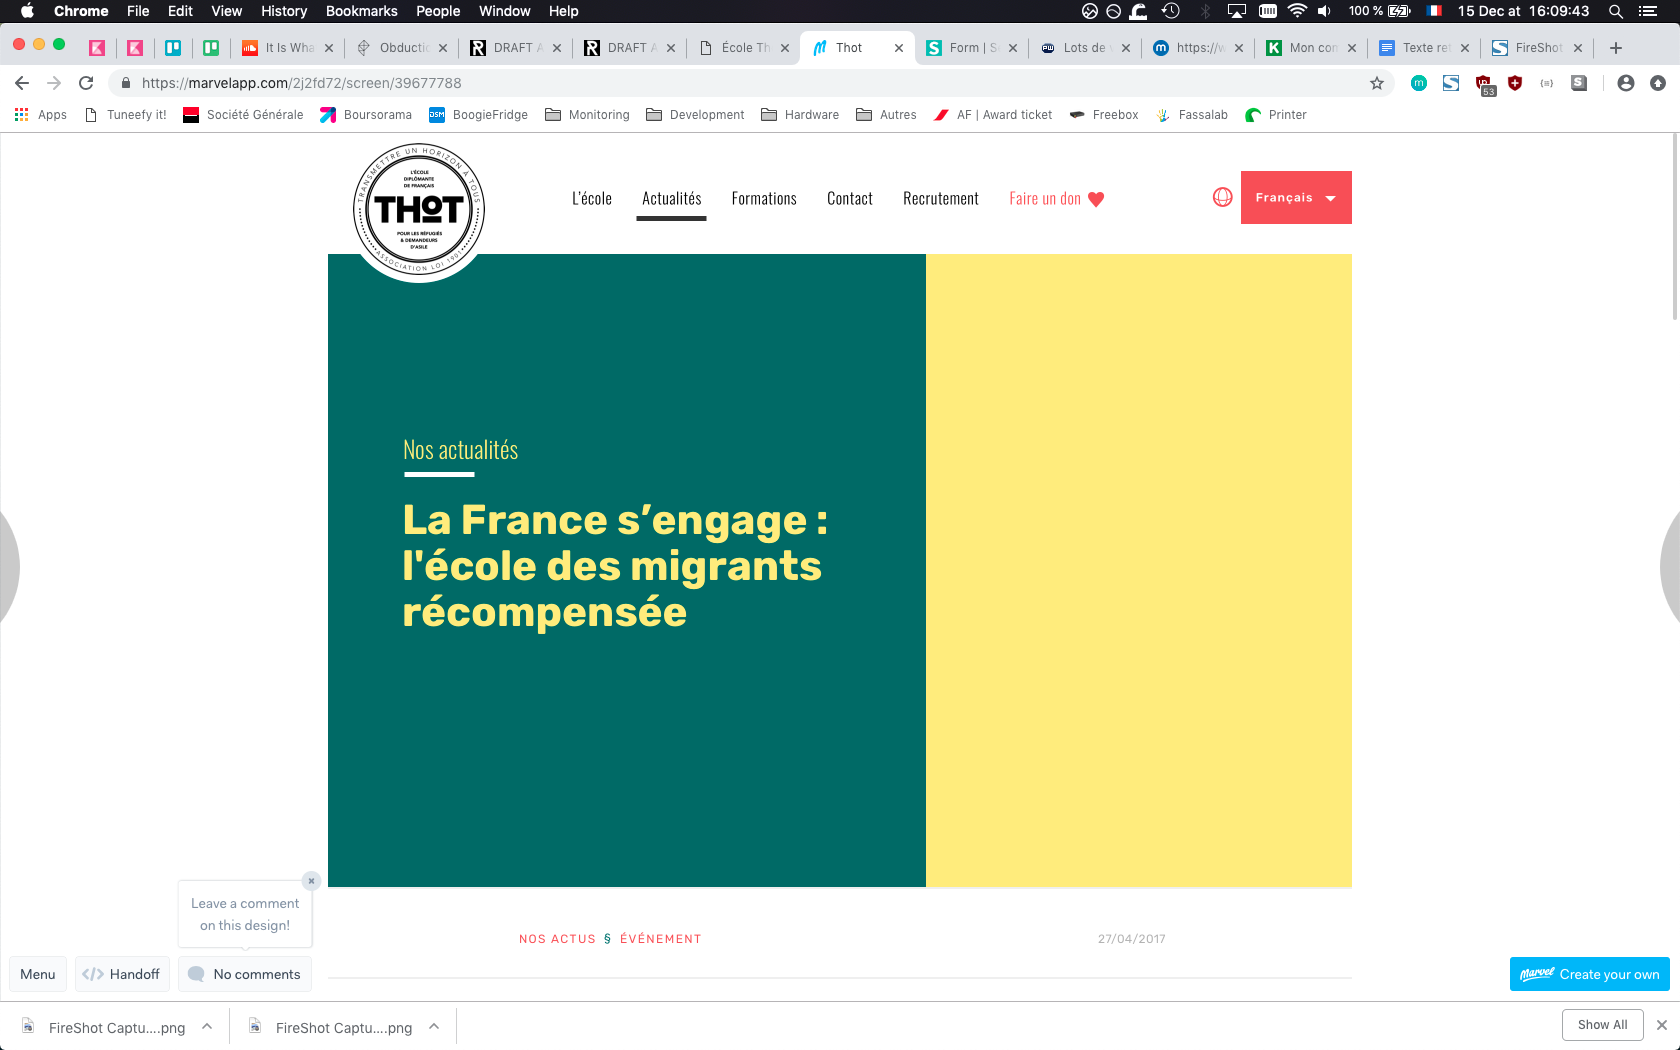 Chrome File Edit View History Bookmarks People Window Help 100 % 15 Dec at 16:09:43
It Is Wha Obductio DRAFT A DRAFT A École Th Thot Form | S Lots de v https://w Mon con Texte ret FireShot
https://marvelapp.com/2j2fd72/screen/39677788 53
Apps Tuneefy it! Société Générale Boursorama BoogieFridge Monitoring Development Hardware Autres AF | Award ticket Freebox Fassalab Printer
TRANSMETTRE UN HORIZON À TOUS
L'ÉCOLE
DIPLÔMANTE
DE FRANÇAIS
THOT
POUR LES RÉFUGIÉS
& DEMANDEURS
D'ASILE
ASSOCIATION LOI 1901
L'école Actualités Formations Contact Recrutement Faire un don Français
Nos actualités
La France s’engage :
l'école des migrants
récompensée
Leave a comment
on this design!
NOS ACTUS § ÉVÉNEMENT 27/04/2017
Menu Handoff No comments Marvel Create your own
FireShot Captu....png FireShot Captu....png Show All